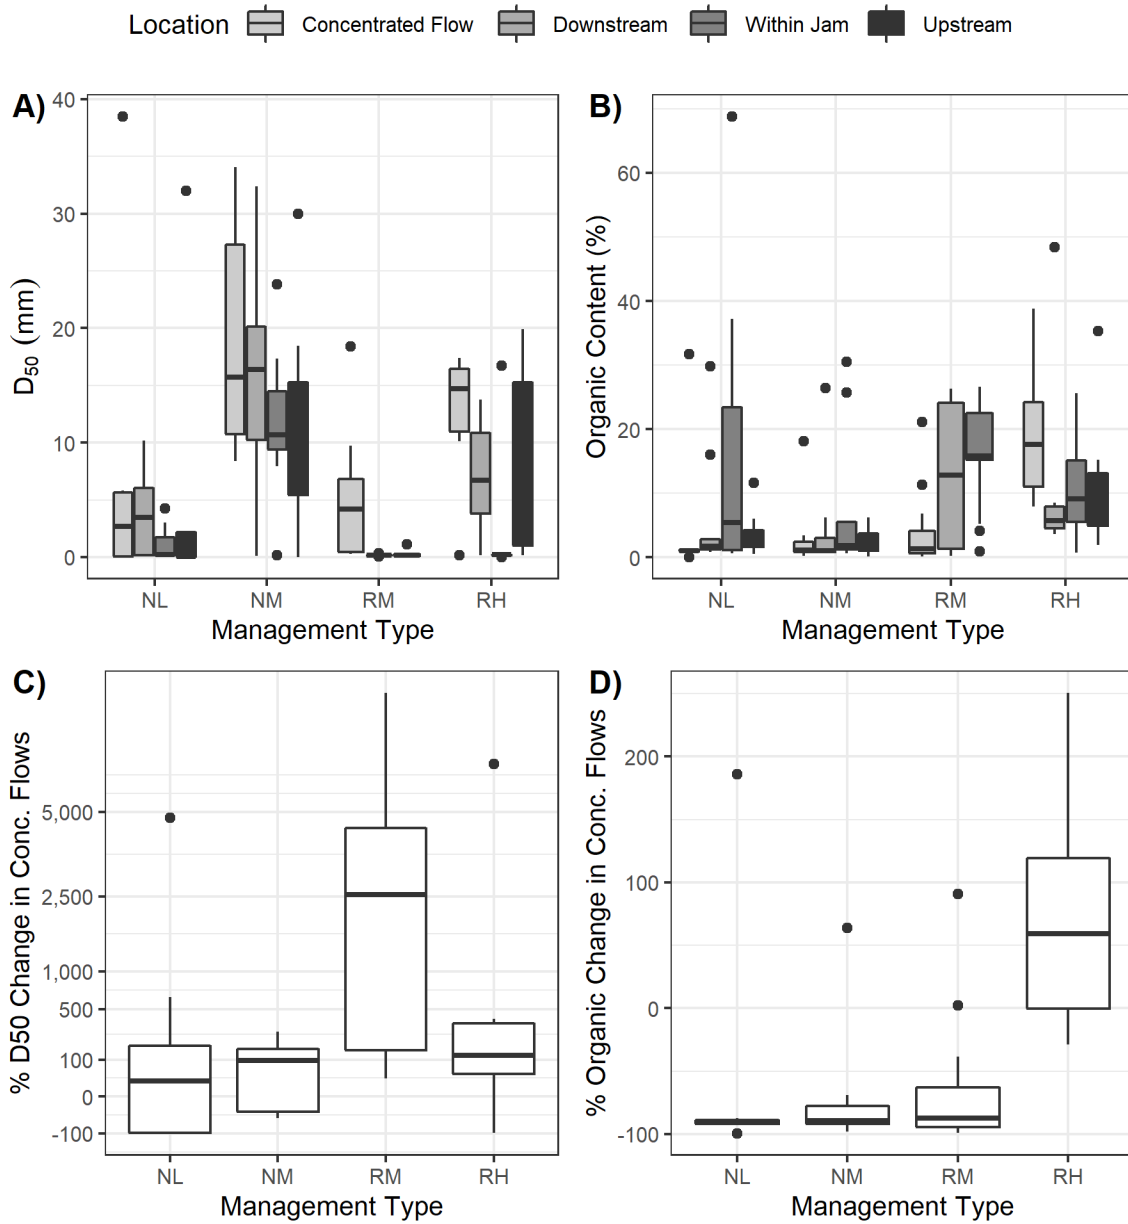 Location Concentrated Flow Downstream Within Jam Upstream
A)
40
30
20
10
0
D50 (mm)
NL NM RM RH
Management Type
B)
60
40
20
0
Organic Content (%)
NL NM RM RH
Management Type
C)
5,000
2,500
1,000
500
100
0
-100
% D50 Change in Conc. Flows
NL NM RM RH
Management Type
D)
200
100
0
-100
% Organic Change in Conc. Flows
NL NM RM RH
Management Type